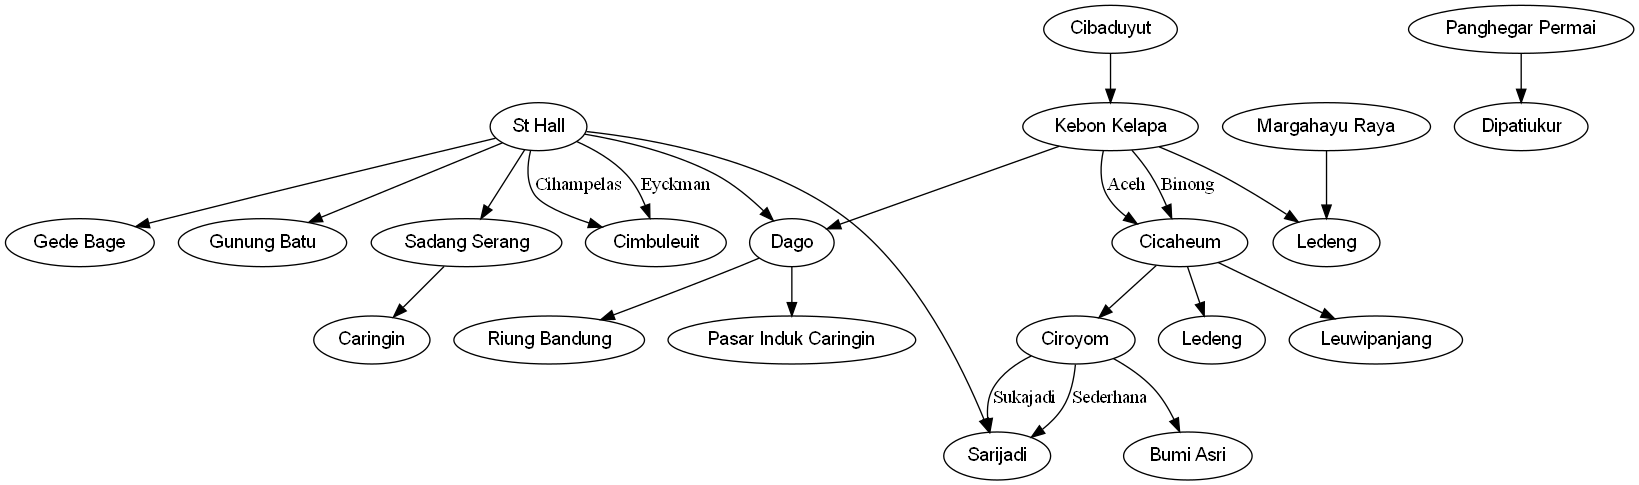 Cibaduyut
Panghegar Permai
St Hall
Kebon Kelapa
Margahayu Raya
Dipatiukur
Cihampelas
Eyckman
Aceh
Binong
Gede Bage
Gunung Batu
Sadang Serang
Cimbuleuit
Dago
Cicaheum
Ledeng
Caringin
Riung Bandung
Pasar Induk Caringin
Ciroyom
Ledeng
Leuwipanjang
Sukajadi
Sederhana
Sarijadi
Bumi Asri